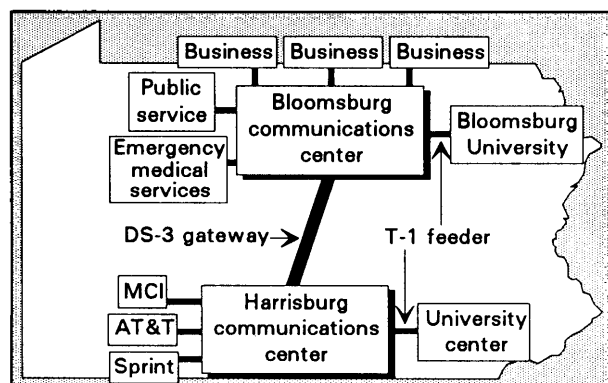 Business Business Business
Public
service
Bloomsburg
communications
center
Bloomsburg
University
Emergency
medical
services
DS-3 gateway
T-1 feeder
MCI
AT&T
Sprint
Harrisburg
communications
center
University
center